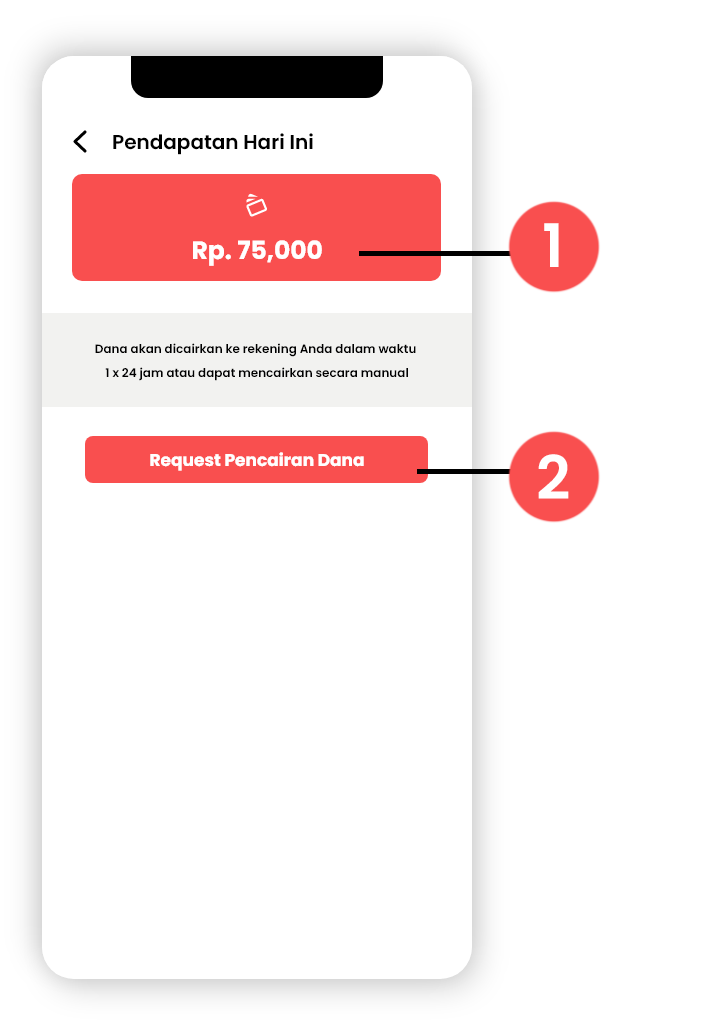 Pendapatan Hari Ini
Rp. 75,000
1
Dana akan dicairkan ke rekening Anda dalam waktu
1 x 24 jam atau dapat mencairkan secara manual
Request Pencairan Dana
2